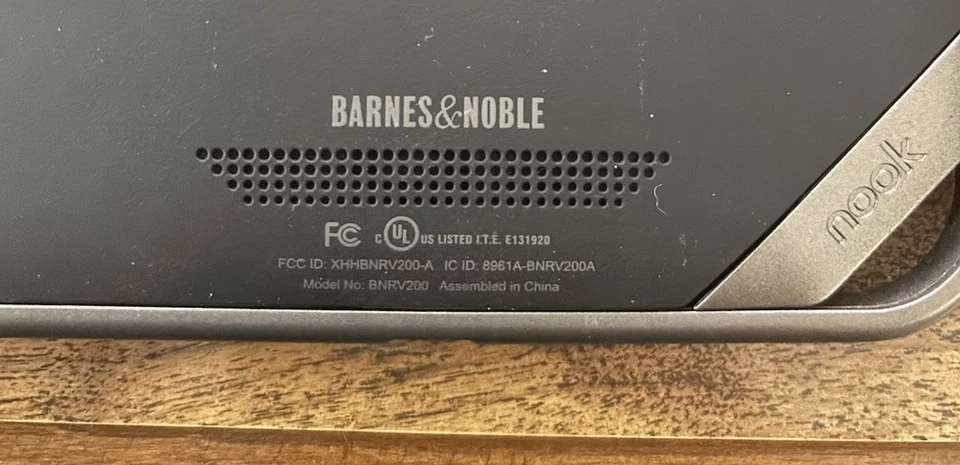 BARNES&NOBLE
FC C UL US LISTED I.T.E. E131920
FCC ID: XHHBNRV200-A IC ID: 8961A-BNRV200A
Model No: BNRV200 Assembled in China
nook